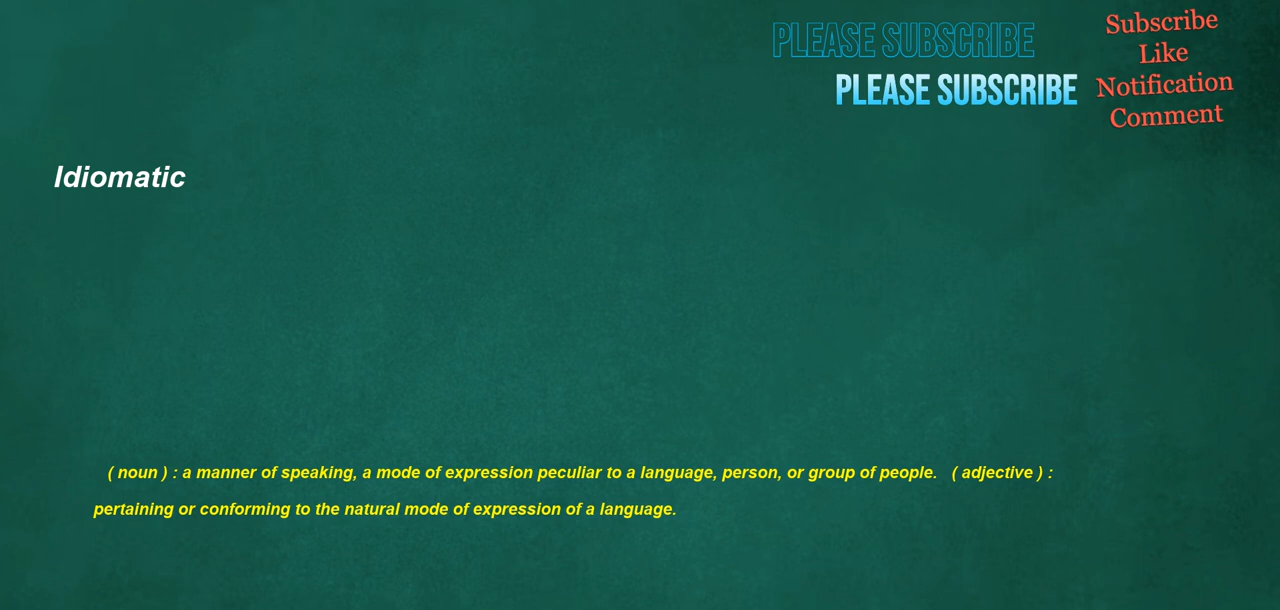 PLEASE SUBSCRIBE
PLEASE SUBSCRIBE
Subscribe
Like
Notification
Comment
Idiomatic
( noun ) : a manner of speaking, a mode of expression peculiar to a language, person, or group of people. ( adjective ) :
pertaining or conforming to the natural mode of expression of a language.